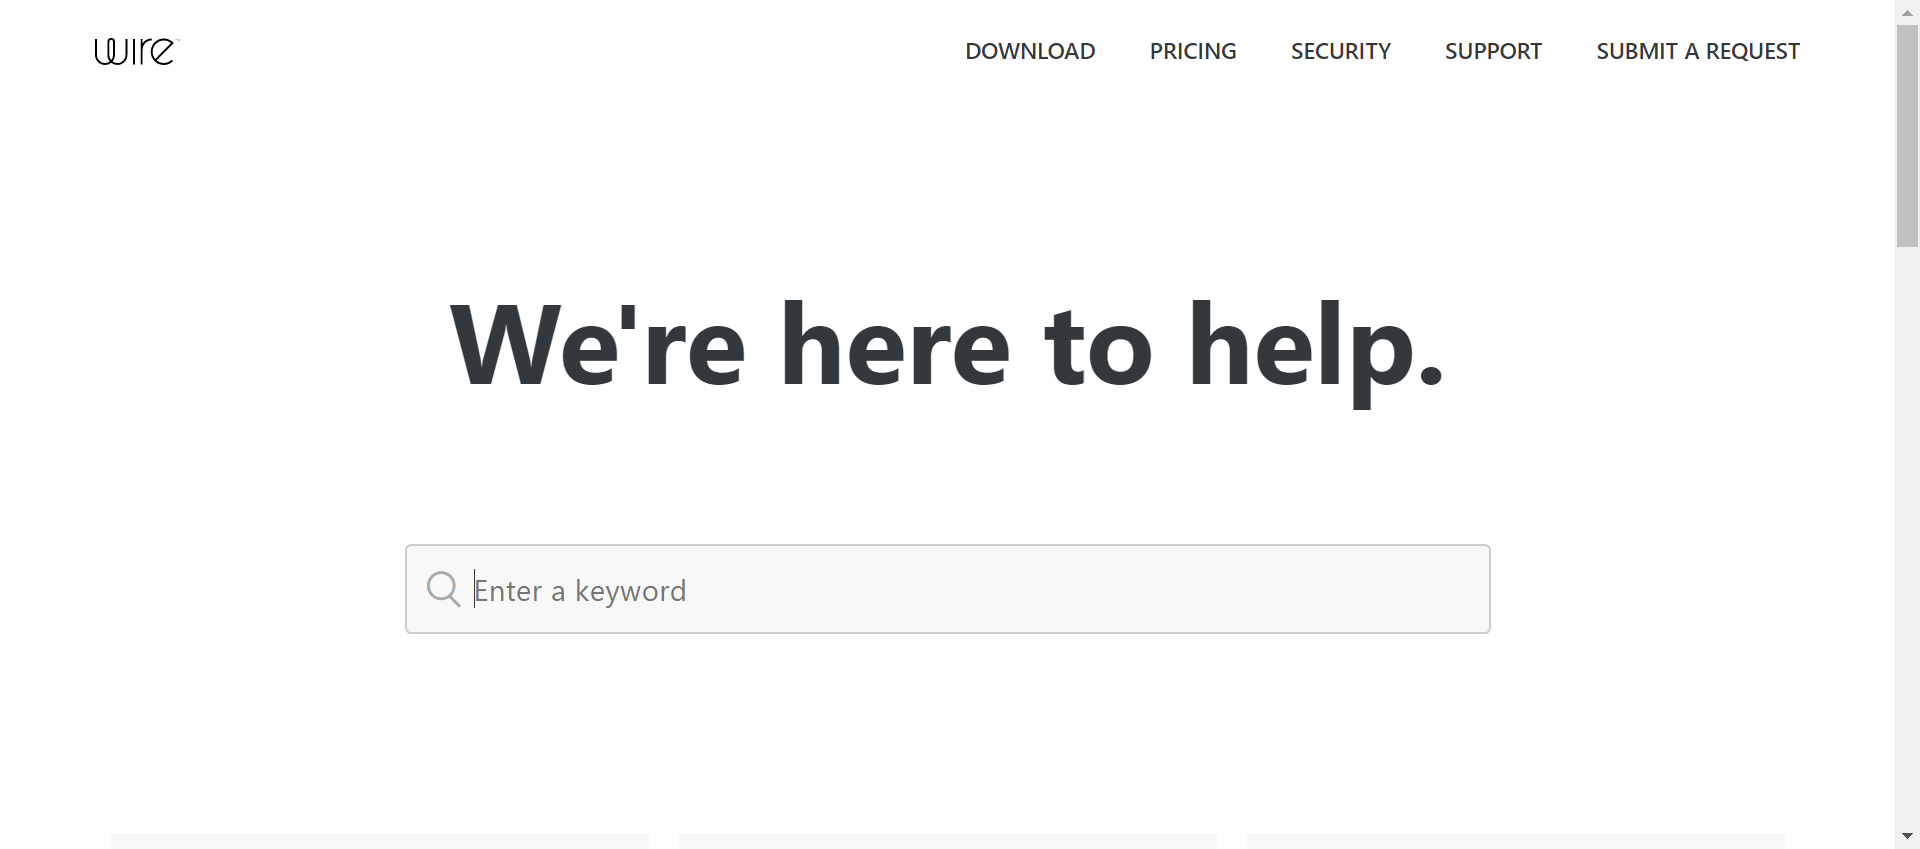 wire
DOWNLOAD PRICING SECURITY SUPPORT SUBMIT A REQUEST
We're here to help.
Enter a keyword